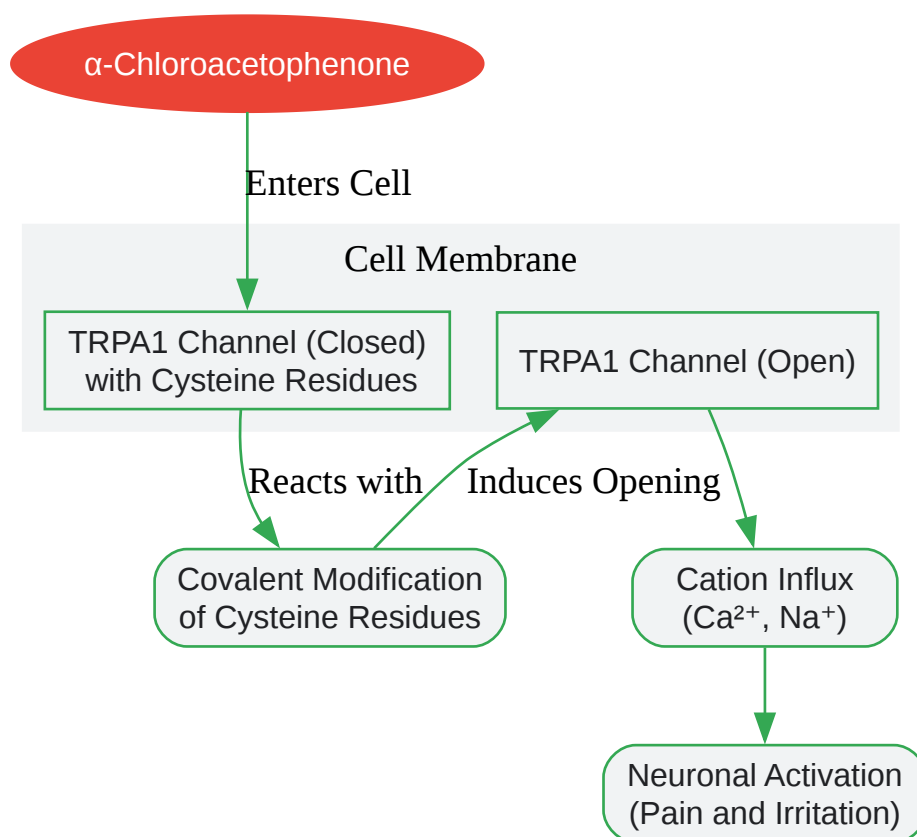 α-Chloroacetophenone
Enters Cell
Cell Membrane
TRPA1 Channel (Closed)
with Cysteine Residues
TRPA1 Channel (Open)
Reacts with
Induces Opening
Covalent Modification
of Cysteine Residues
Cation Influx
(Ca²⁺, Na⁺)
Neuronal Activation
(Pain and Irritation)